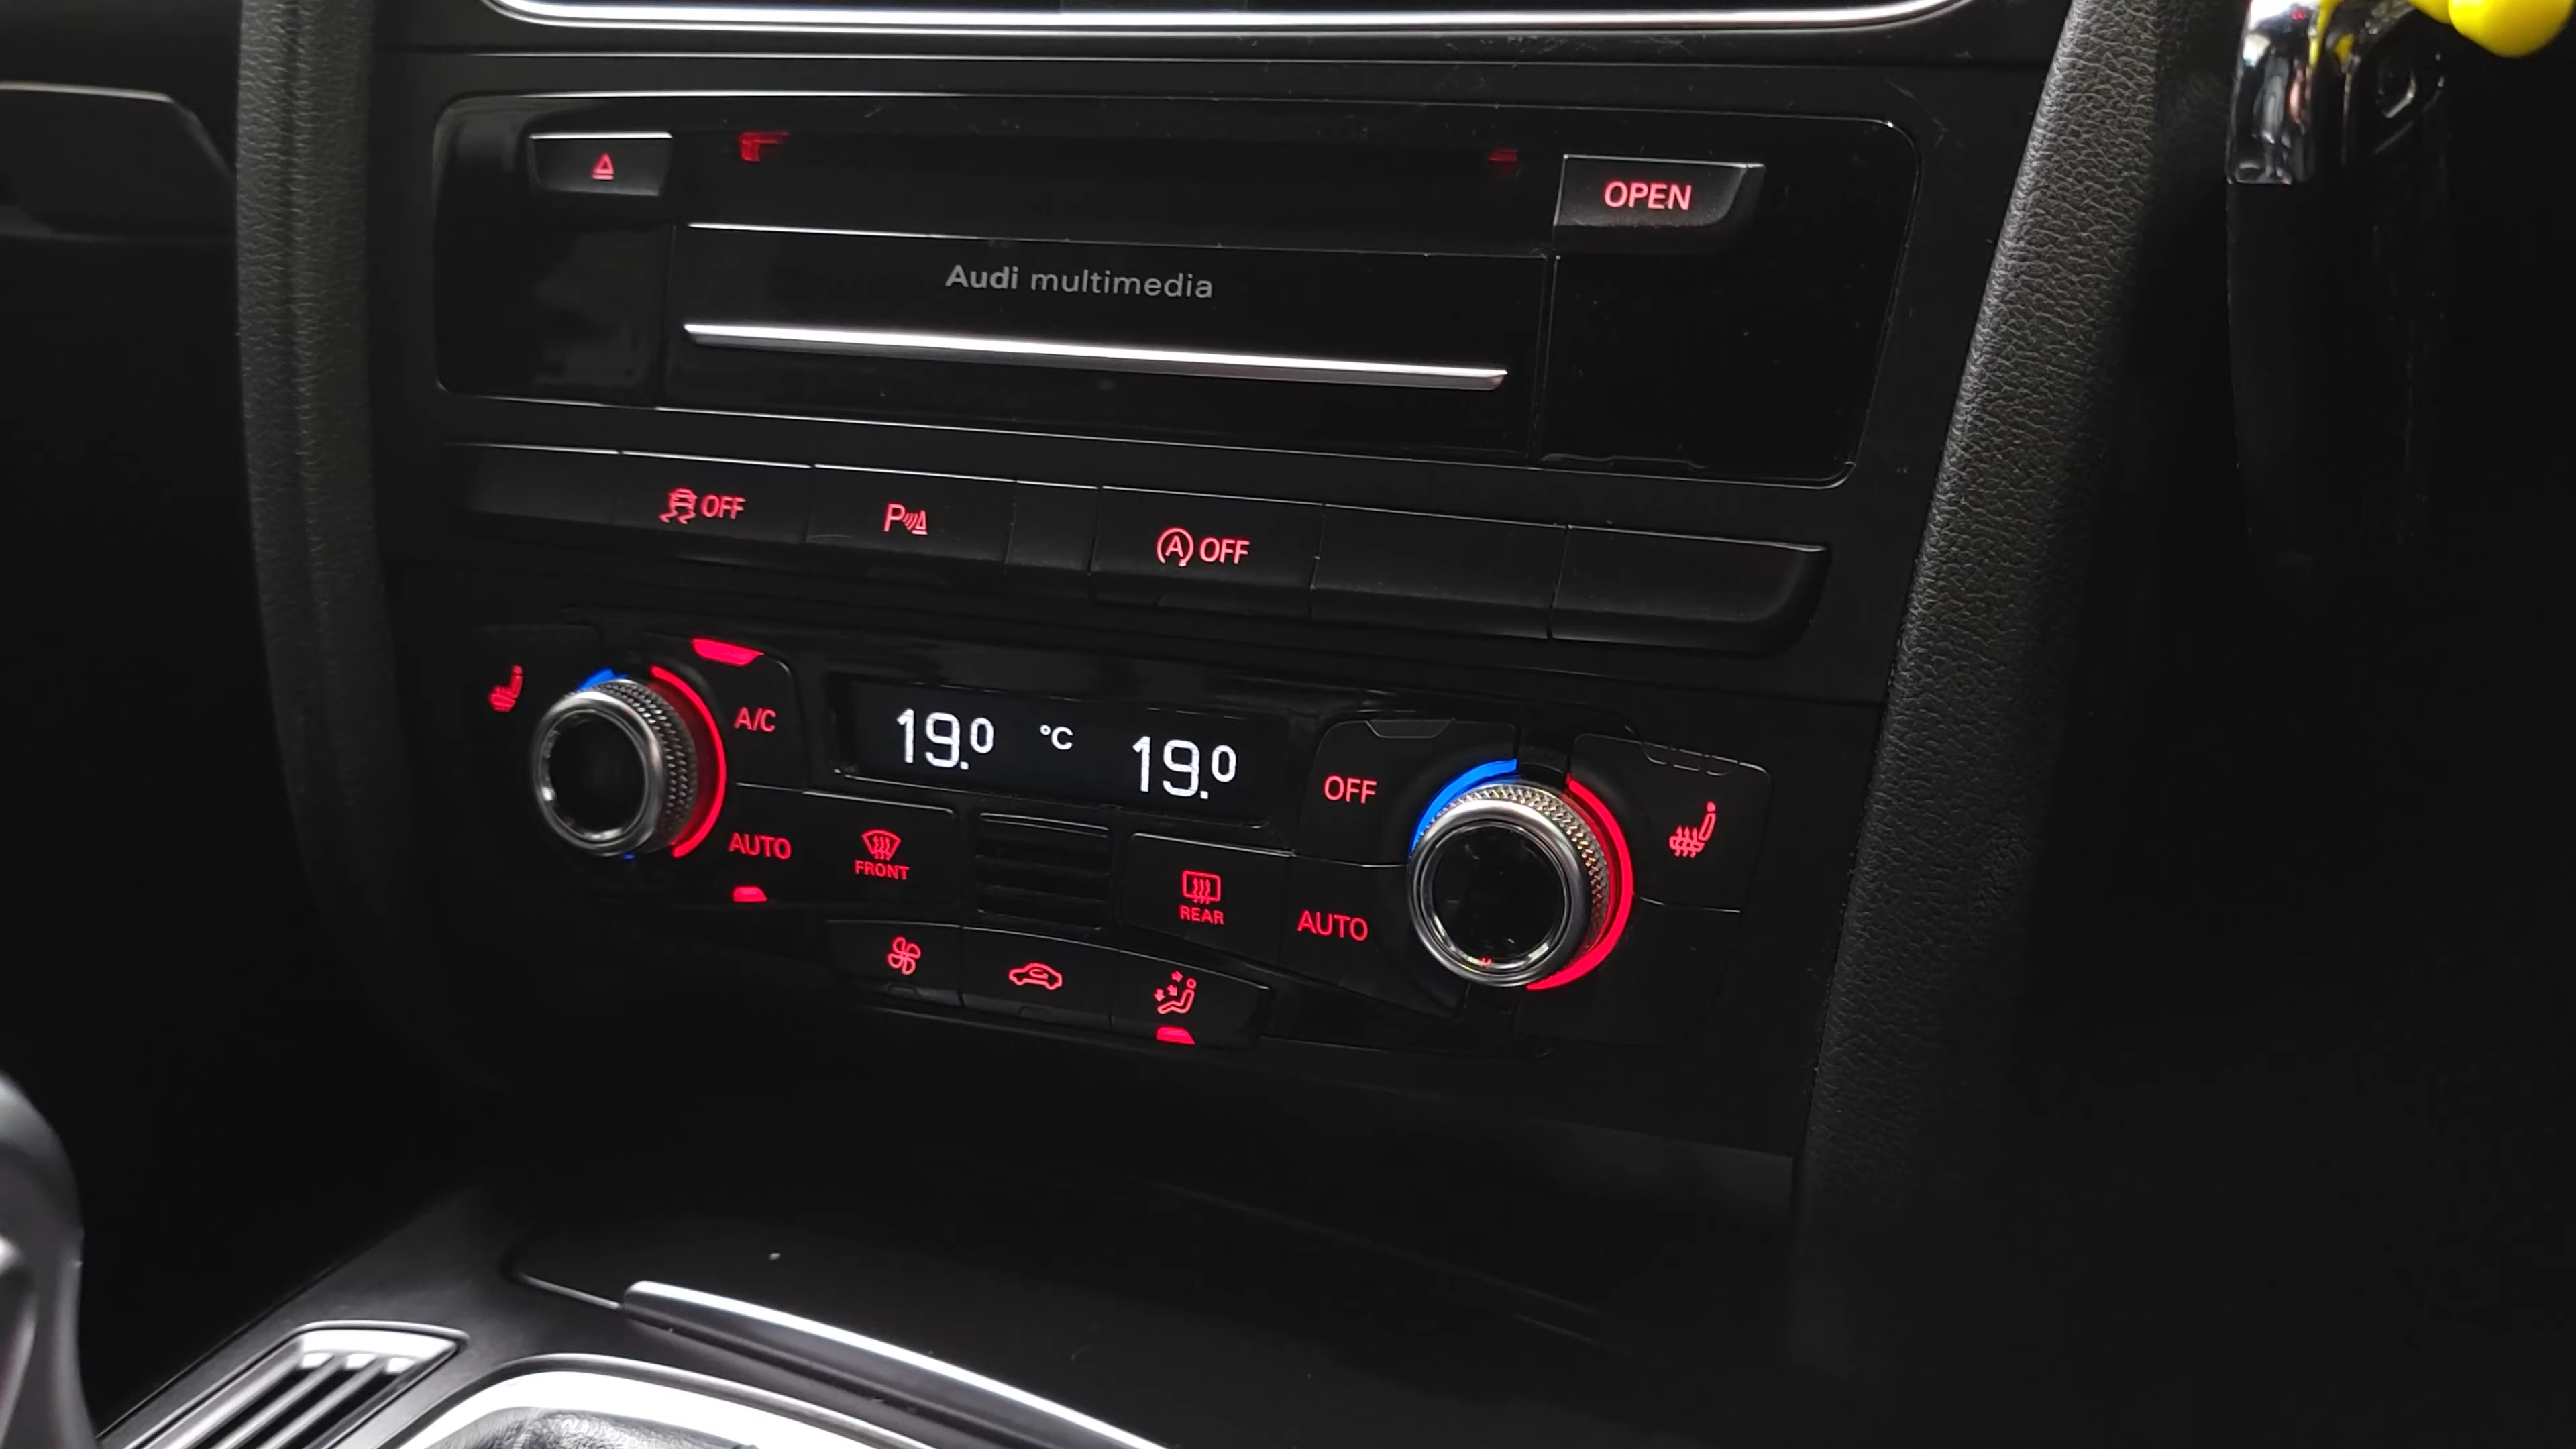 OPEN
Audi multimedia
OFF
P
A OFF
A/C
19.0 °C 19.0
OFF
AUTO
FRONT
REAR
AUTO